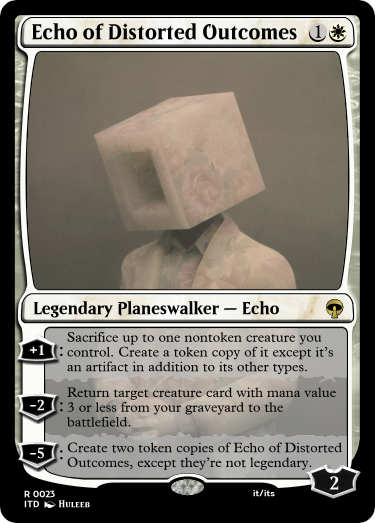 Echo of Distorted Outcomes 1
Legendary Planeswalker — Echo
+1: Sacrifice up to one nontoken creature you
control. Create a token copy of it except it's
an artifact in addition to its other types.
-2: Return target creature card with mana value
3 or less from your graveyard to the
battlefield.
-5: Create two token copies of Echo of Distorted
Outcomes, except they're not legendary.
2
R 0023
it/its
ITD Huleeb